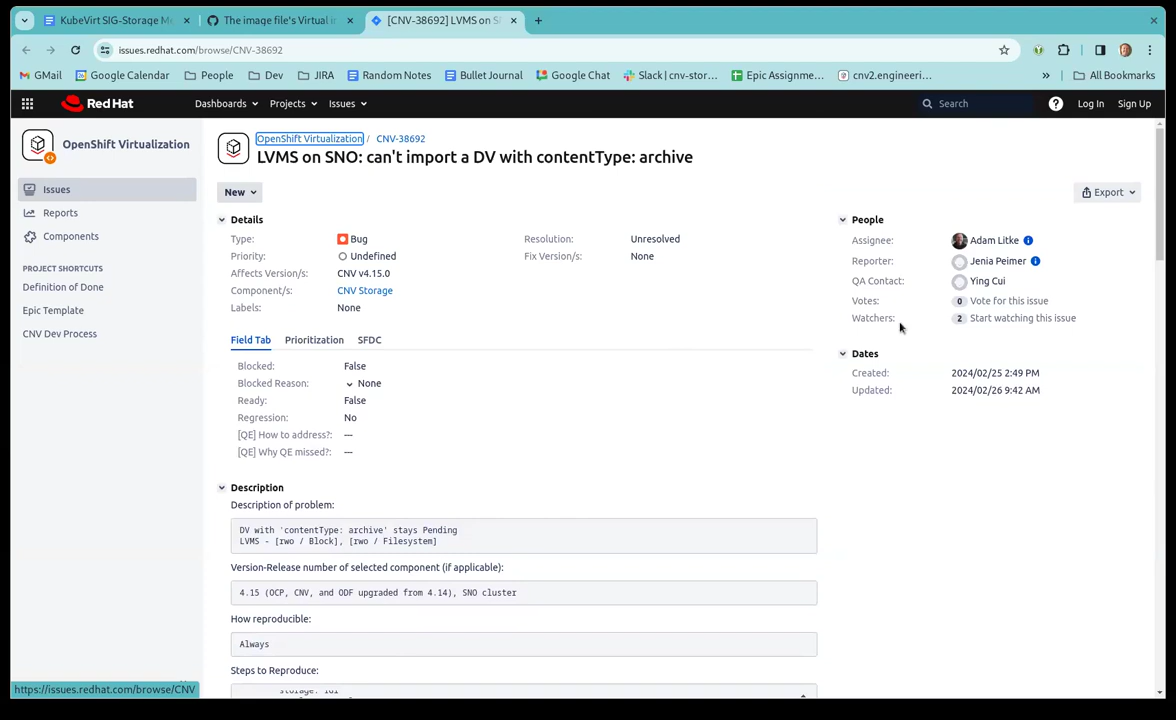 KubeVirt SIG-Storage Me
The image file's Virtual in
[CNV-38692] LVMS on S
issues.redhat.com/browse/CNV-38692
GMail
Google Calendar
People
Dev
JIRA
Random Notes
Bullet Journal
Google Chat
Slack | cnv-stor...
Epic Assignme...
cnv2.engineeri...
»
All Bookmarks
Red Hat
Dashboards
Projects
Issues
Search
Log In
Sign Up
OpenShift Virtualization
OpenShift Virtualization / CNV-38692
LVMS on SNO: can't import a DV with contentType: archive
Issues
Reports
Components
PROJECT SHORTCUTS
Definition of Done
Epic Template
CNV Dev Process
New
Export
Details
Type: Bug
Resolution: Unresolved
Priority: Undefined
Fix Version/s: None
Affects Version/s: CNV v4.15.0
Component/s: CNV Storage
Labels: None
Field Tab
Prioritization
SFDC
Blocked: False
Blocked Reason: None
Ready: False
Regression: No
[QE] How to address?: ---
[QE] Why QE missed?: ---
People
Assignee: Adam Litke
Reporter: Jenia Peimer
QA Contact: Ying Cui
Votes: 0 Vote for this issue
Watchers: 2 Start watching this issue
Dates
Created: 2024/02/25 2:49 PM
Updated: 2024/02/26 9:42 AM
Description
Description of problem:
DV with 'contentType: archive' stays Pending
LVMS - [rwo / Block], [rwo / Filesystem]
Version-Release number of selected component (if applicable):
4.15 (OCP, CNV, and ODF upgraded from 4.14), SNO cluster
How reproducible:
Always
Steps to Reproduce:
https://issues.redhat.com/browse/CNV